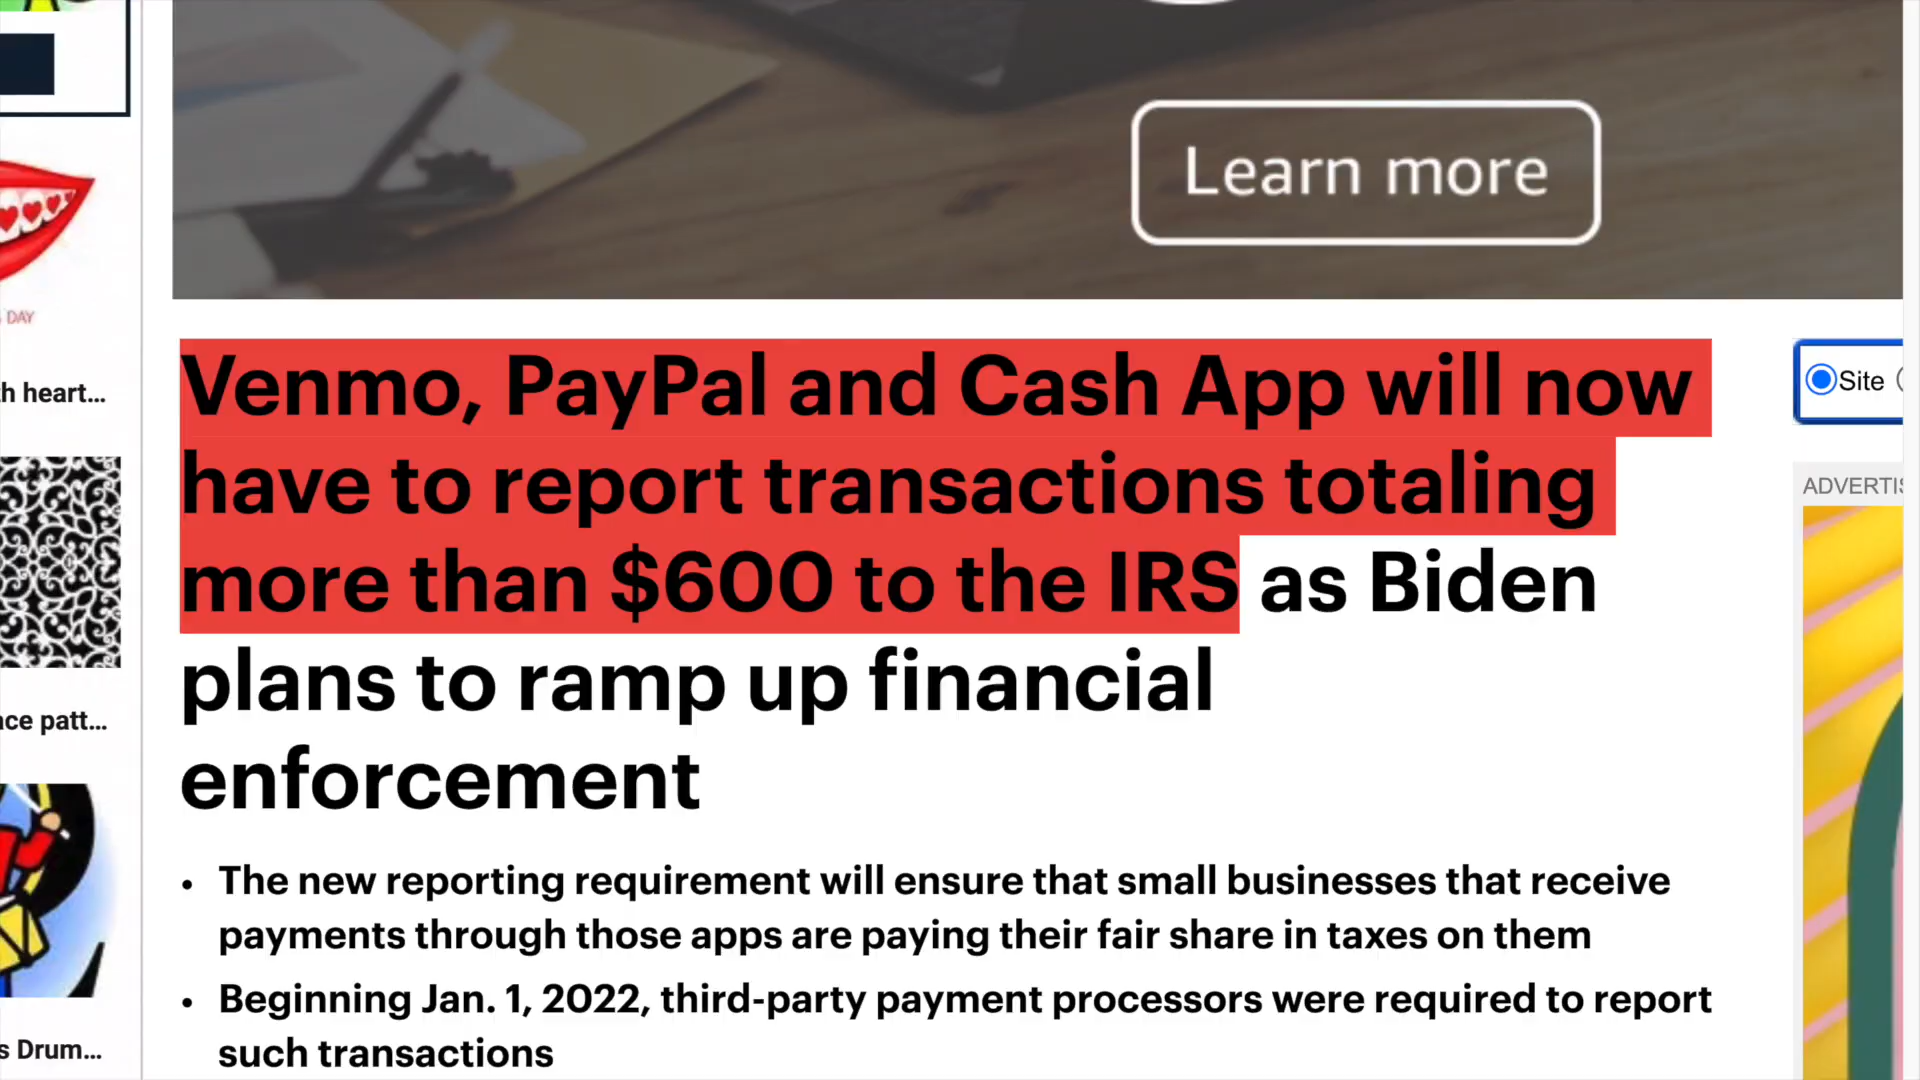 Learn more
DAY
h heart...
ace patt...
s Drum...
Venmo, PayPal and Cash App will now
have to report transactions totaling
more than $600 to the IRS as Biden
plans to ramp up financial
enforcement
• The new reporting requirement will ensure that small businesses that receive
payments through those apps are paying their fair share in taxes on them
• Beginning Jan. 1, 2022, third-party payment processors were required to report
such transactions
Site
ADVERTIS